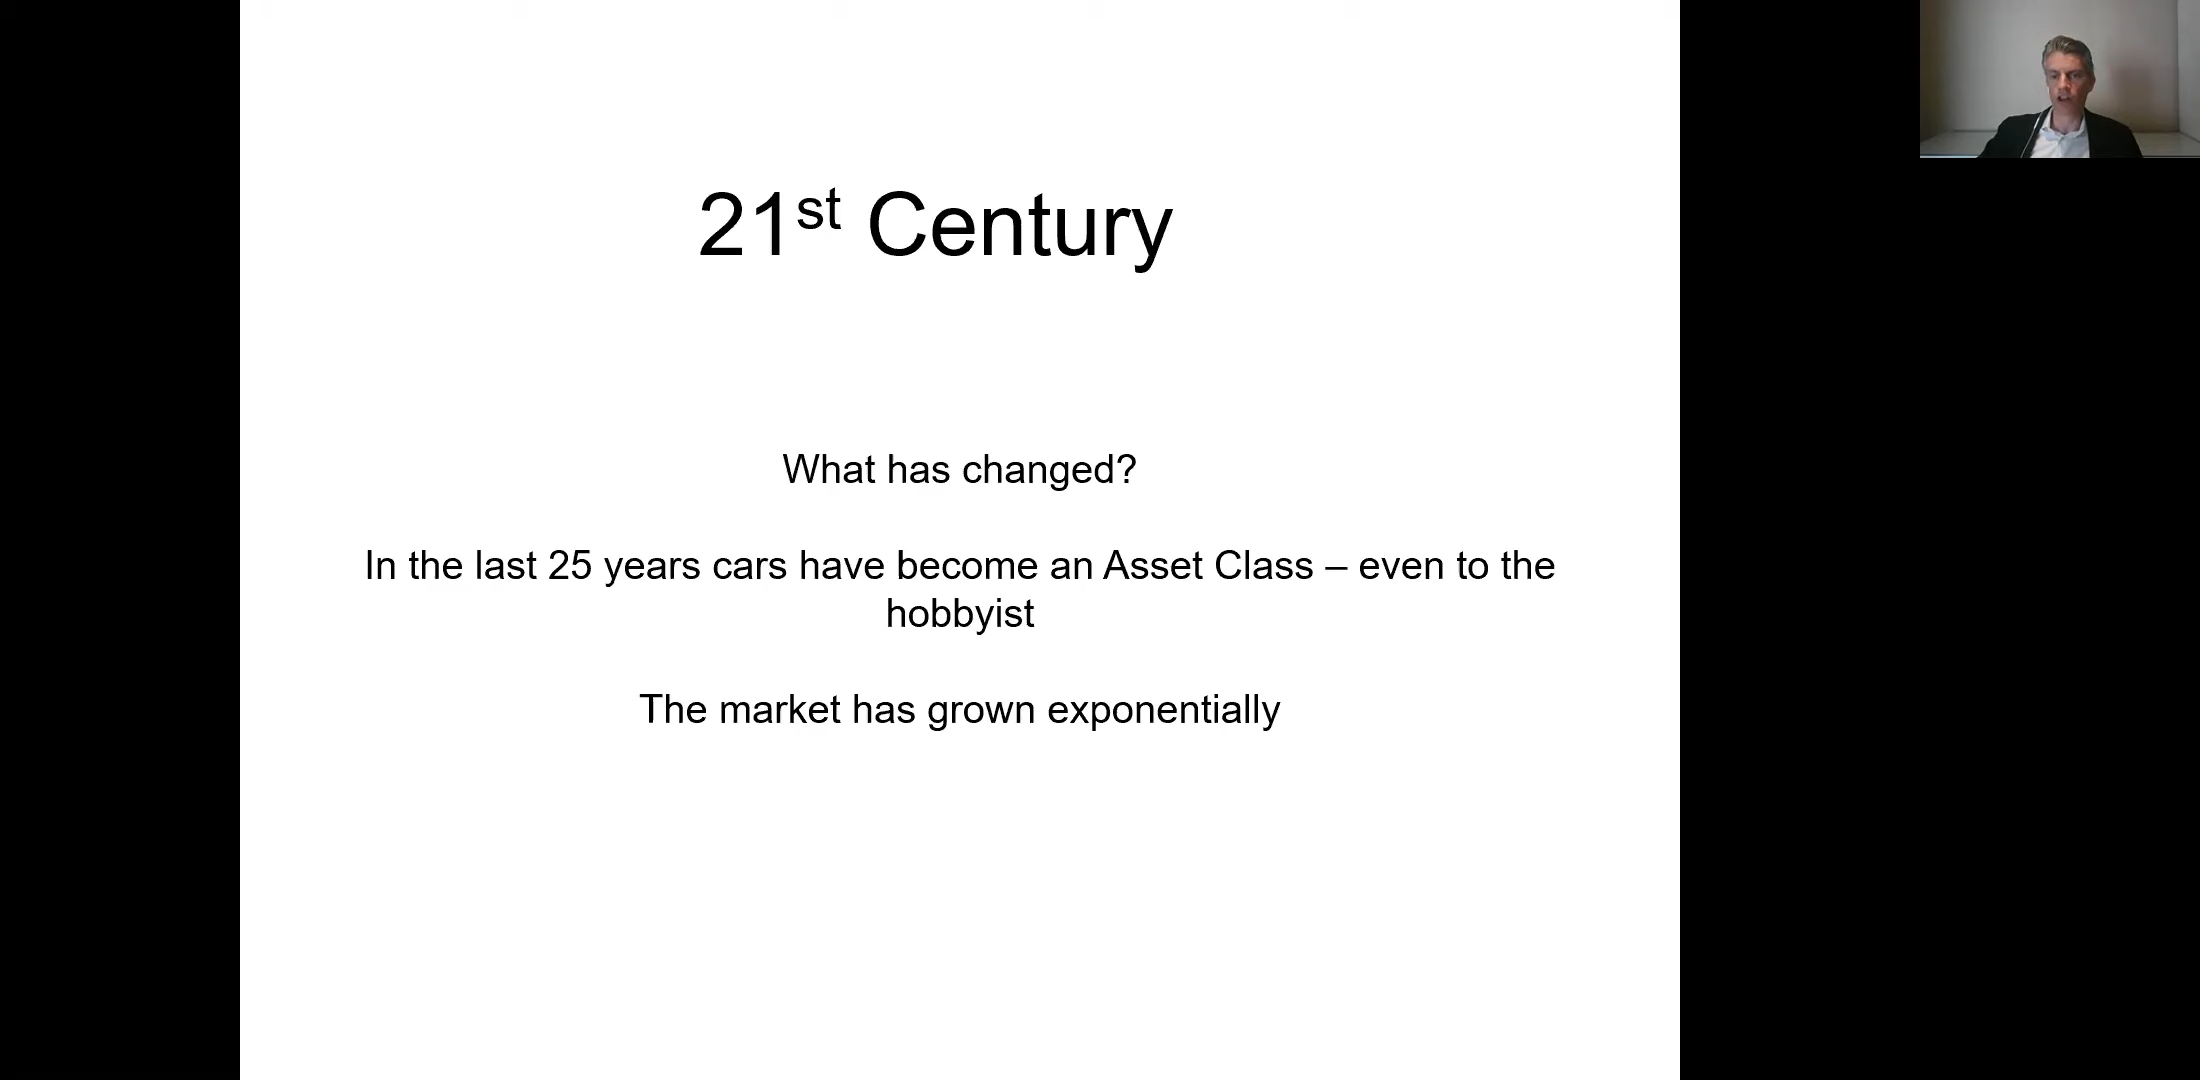 21st Century
What has changed?
In the last 25 years cars have become an Asset Class – even to the
hobbyist
The market has grown exponentially